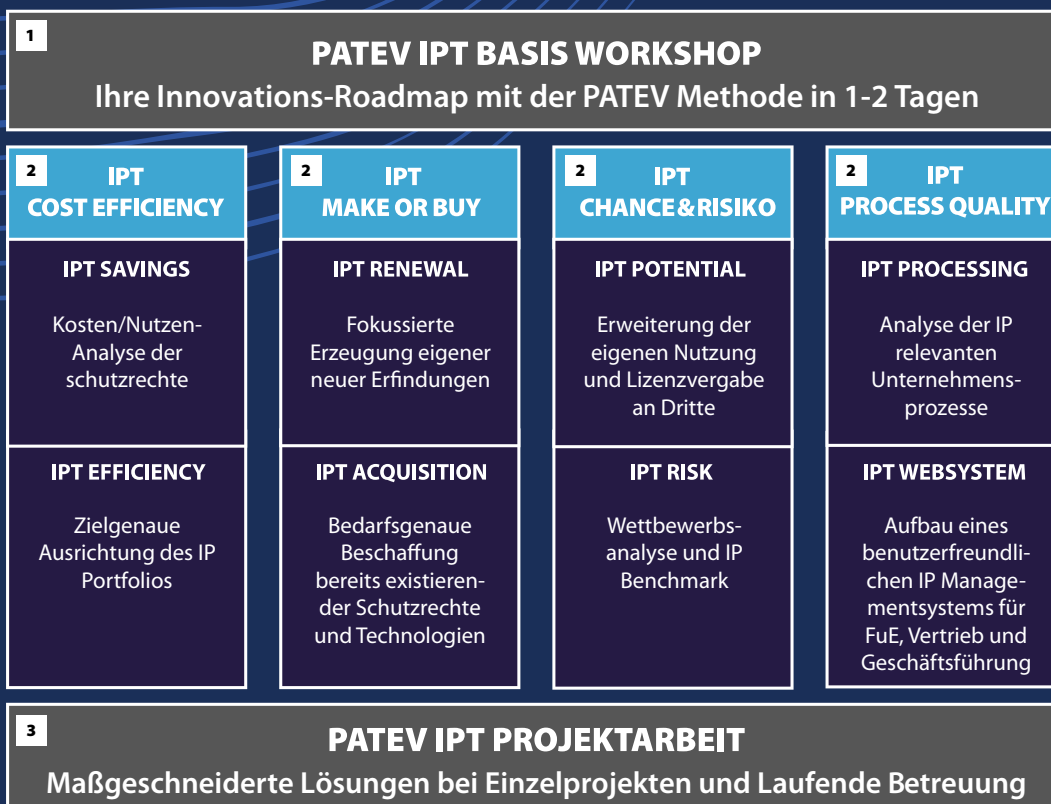 1
PATEV IPT BASIS WORKSHOP
Ihre Innovations-Roadmap mit der PATEV Methode in 1-2 Tagen
2
IPT
COST EFFICIENCY
IPT SAVINGS
Kosten/Nutzen-
Analyse der
schutzrechte
IPT EFFICIENCY
Zielgenaue
Ausrichtung des IP
Portfolios
2
IPT
MAKE OR BUY
IPT RENEWAL
Fokussierte
Erzeugung eigener
neuer Erfindungen
IPT ACQUISITION
Bedarfsgenaue
Beschaffung
bereits existieren-
der Schutzrechte
und Technologien
2
IPT
CHANCE&RISIKO
IPT POTENTIAL
Erweiterung der
eigenen Nutzung
und Lizenzvergabe
an Dritte
IPT RISK
Wettbewerbs-
analyse und IP
Benchmark
2
IPT
PROCESS QUALITY
IPT PROCESSING
Analyse der IP
relevanten
Unternehmens-
prozesse
IPT WEBSYSTEM
Aufbau eines
benutzerfreundli-
chen IP Manage-
mentsystems für
FuE, Vertrieb und
Geschäftsführung
3
PATEV IPT PROJEKTARBEIT
Maßgeschneiderte Lösungen bei Einzelprojekten und Laufende Betreuung